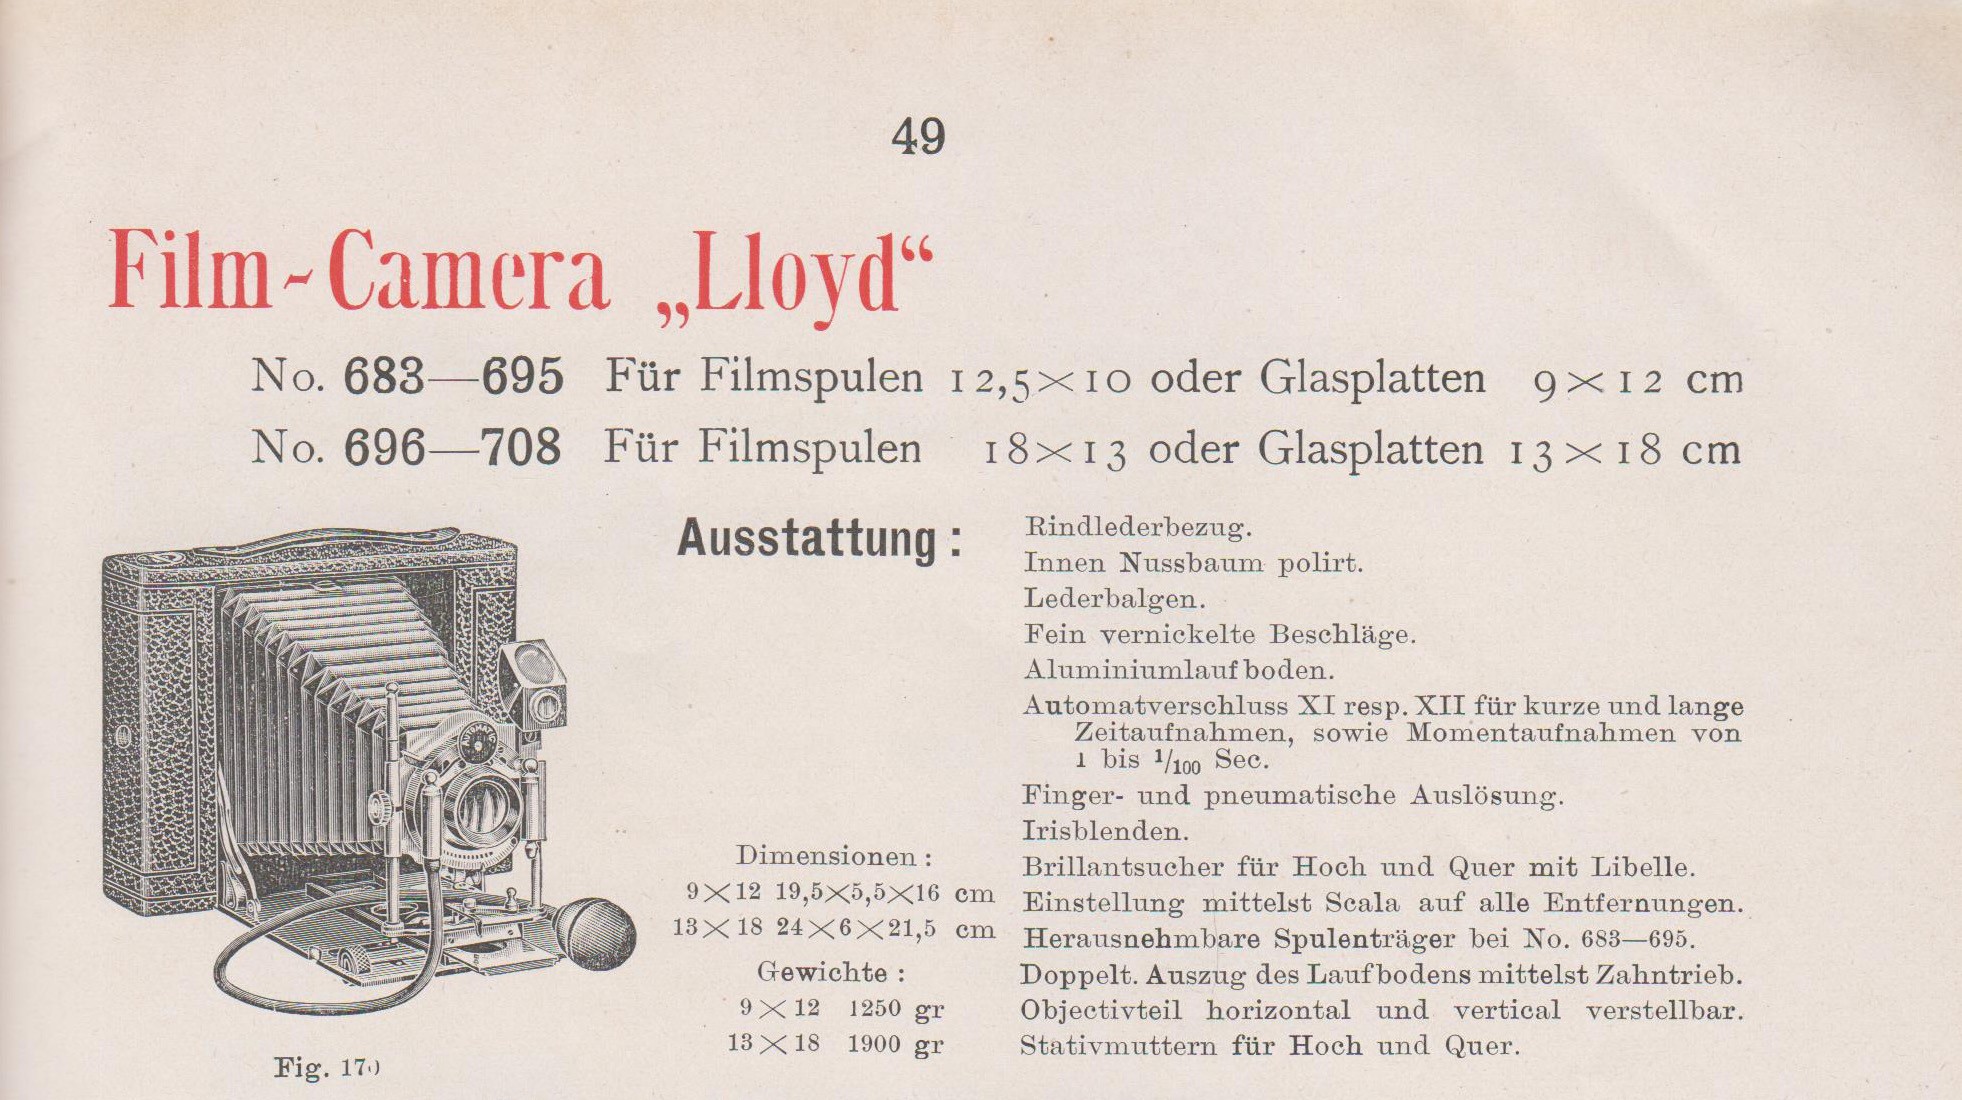 49
Film-Camera „Lloyd“
No. 683—695 Für Filmspulen 12,5×10 oder Glasplatten 9×12 cm
No. 696—708 Für Filmspulen 18×13 oder Glasplatten 13×18 cm
Ausstattung:
Rindlederbezug.
Innen Nussbaum polirt.
Lederbalgen.
Fein vernickelte Beschläge.
Aluminiumlaufboden.
Automatverschluss XI resp. XII für kurze und lange
Zeitaufnahmen, sowie Momentaufnahmen von
1 bis 1/100 Sec.
Finger- und pneumatische Auslösung.
Irisblenden.
Brillantsucher für Hoch und Quer mit Libelle.
Einstellung mittelst Scala auf alle Entfernungen.
Herausnehmbare Spulenträger bei No. 683—695.
Doppelt. Auszug des Laufbodens mittelst Zahntrieb.
Objectivteil horizontal und vertical verstellbar.
Stativmuttern für Hoch und Quer.
Dimensionen:
9×12 19,5×5,5×16 cm
13×18 24×6×21,5 cm
Gewichte:
9×12 1250 gr
13×18 1900 gr
Fig.